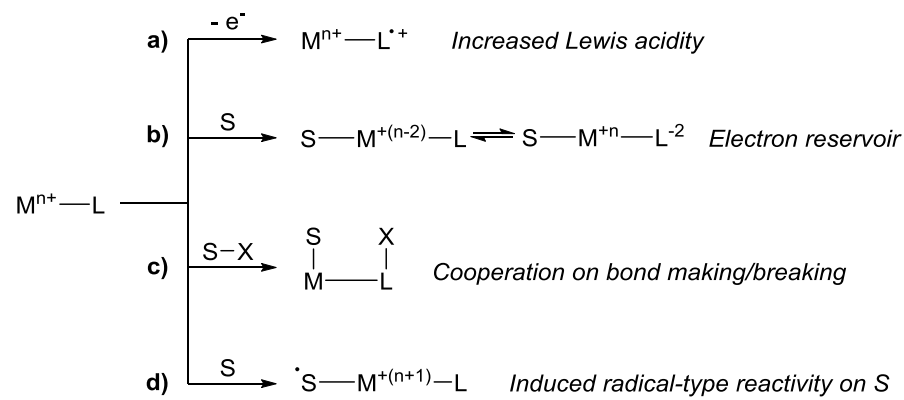 - e-
a) Mn+—L•+ Increased Lewis acidity
S
b) S—M+(n-2)—L ⇌ S—M+n—L-2 Electron reservoir
Mn+—L
S–X
S X
c) Cooperation on bond making/breaking
M—L
S
d) •S—M+(n+1)—L Induced radical-type reactivity on S